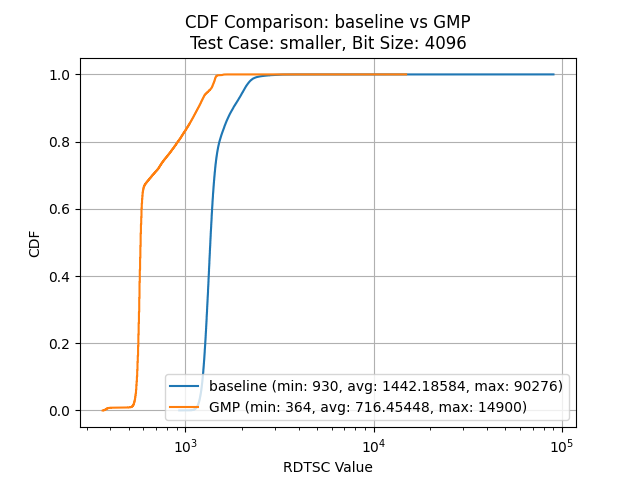 CDF Comparison: baseline vs GMP
Test Case: smaller, Bit Size: 4096
1.0
0.8
0.6
0.4
0.2
0.0
CDF
baseline (min: 930, avg: 1442.18584, max: 90276)
GMP (min: 364, avg: 716.45448, max: 14900)
10³ 10⁴ 10⁵
RDTSC Value